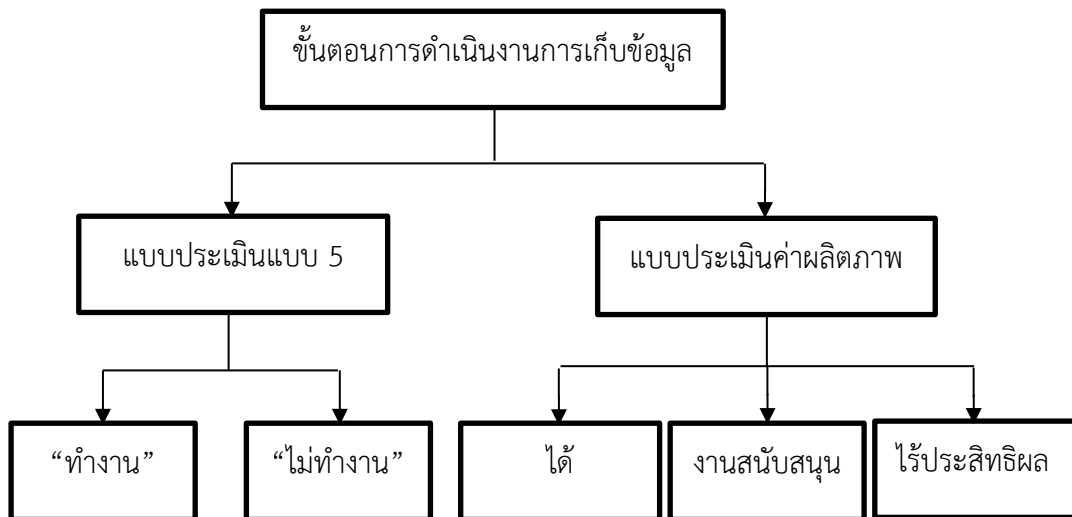 ขั้นตอนการดำเนินงานการเก็บข้อมูล
แบบประเมินแบบ 5
แบบประเมินค่าผลิตภาพ
“ทำงาน”
“ไม่ทำงาน”
ได้
งานสนับสนุน
ไร้ประสิทธิผล